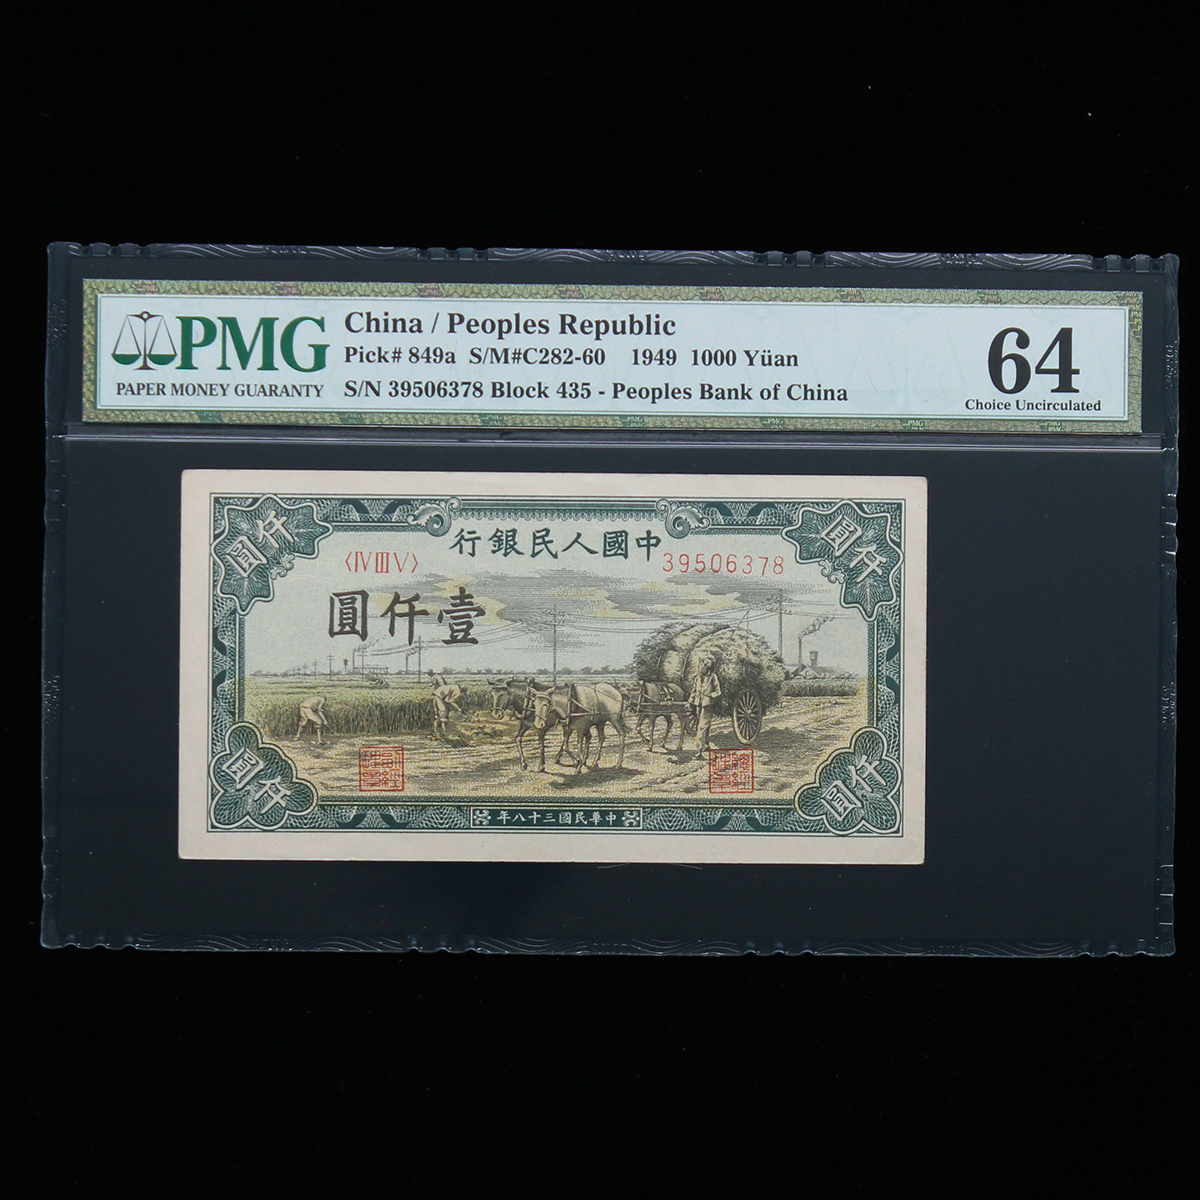 PMG
PAPER MONEY GUARANTY
China / Peoples Republic
Pick# 849a S/M#C282-60 1949 1000 Yüan
S/N 39506378 Block 435 - Peoples Bank of China
64
Choice Uncirculated
圓仟
行銀民人國中
圓仟
〈IV III V〉
39506378
圓仟壹
圓仟
年八十三國民華中
圓仟